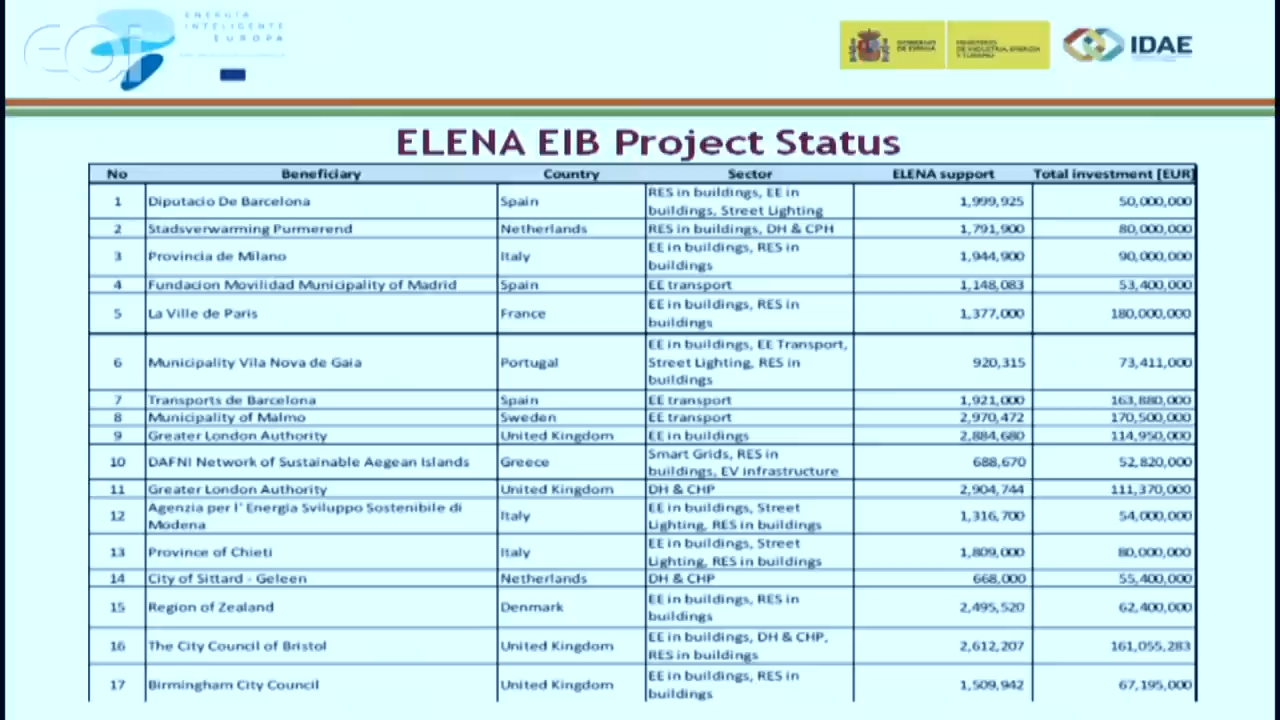 EOI
ENERGÍA
INTELIGENTE
EUROPA
GOBIERNO
DE ESPAÑA
MINISTERIO
DE INDUSTRIA, ENERGÍA
Y TURISMO
IDAE
ELENA EIB Project Status
No Beneficiary Country Sector ELENA support Total investment [EUR]
1 Diputacio De Barcelona Spain RES in buildings, EE in
buildings, Street Lighting 1,999,925 50,000,000
2 Stadsverwarming Purmerend Netherlands RES in buildings, DH & CPH 1,791,900 80,000,000
3 Provincia de Milano Italy EE in buildings, RES in
buildings 1,944,900 90,000,000
4 Fundacion Movilidad Municipality of Madrid Spain EE transport 1,148,083 53,400,000
5 La Ville de Paris France EE in buildings, RES in
buildings 1,377,000 180,000,000
6 Municipality Vila Nova de Gaia Portugal EE in buildings, EE Transport,
Street Lighting, RES in
buildings 920,315 73,411,000
7 Transports de Barcelona Spain EE transport 1,921,000 163,880,000
8 Municipality of Malmo Sweden EE transport 2,970,472 170,500,000
9 Greater London Authority United Kingdom EE in buildings 2,884,680 114,950,000
10 DAFNI Network of Sustainable Aegean Islands Greece Smart Grids, RES in
buildings, EV infrastructure 688,670 52,820,000
11 Greater London Authority United Kingdom DH & CHP 2,904,744 111,370,000
12 Agenzia per l' Energia Sviluppo Sostenibile di
Modena Italy EE in buildings, Street
Lighting, RES in buildings 1,316,700 54,000,000
13 Province of Chieti Italy EE in buildings, Street
Lighting, RES in buildings 1,809,000 80,000,000
14 City of Sittard - Geleen Netherlands DH & CHP 668,000 55,400,000
15 Region of Zealand Denmark EE in buildings, RES in
buildings 2,495,520 62,400,000
16 The City Council of Bristol United Kingdom EE in buildings, DH & CHP,
RES in buildings 2,612,207 161,055,283
17 Birmingham City Council United Kingdom EE in buildings, RES in
buildings 1,509,942 67,195,000